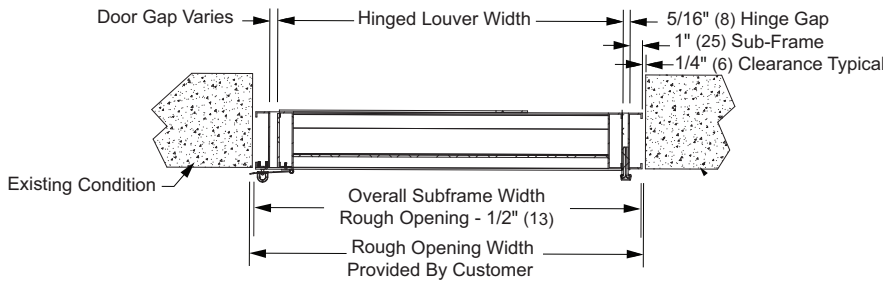 Door Gap Varies
Hinged Louver Width
5/16" (8) Hinge Gap
1" (25) Sub-Frame
1/4" (6) Clearance Typical
Existing Condition
Overall Subframe Width
Rough Opening - 1/2" (13)
Rough Opening Width
Provided By Customer